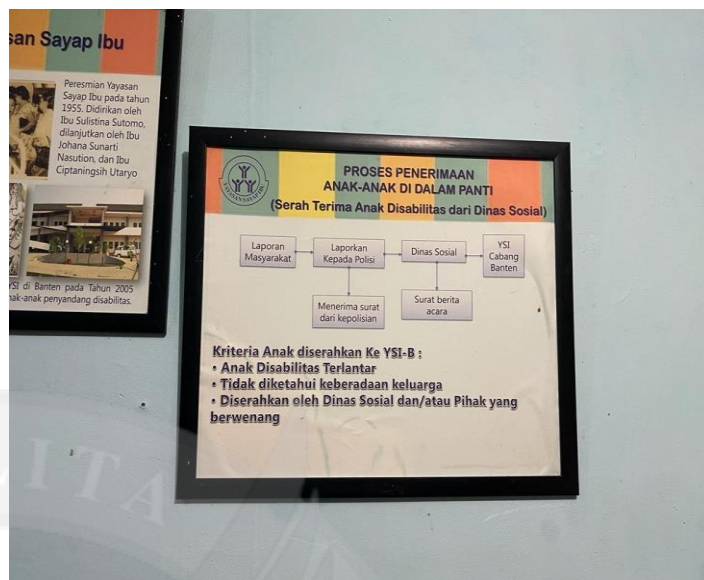 san Sayap Ibu
Peresmian Yayasan
Sayap Ibu pada tahun
1955. Didirikan oleh
Ibu Sulistina Sutomo,
dilanjutkan oleh Ibu
Johana Sunarti
Nasution, dan Ibu
Ciptaningsih Utaryo
YSI di Banten pada Tahun 2005
nak-anak penyandang disabilitas.
YAYASAN SAYAP IBU
PROSES PENERIMAAN
ANAK-ANAK DI DALAM PANTI
(Serah Terima Anak Disabilitas dari Dinas Sosial)
Laporan
Masyarakat
Laporkan
Kepada Polisi
Dinas Sosial
YSI
Cabang
Banten
Menerima surat
dari kepolisian
Surat berita
acara
Kriteria Anak diserahkan Ke YSI-B :
• Anak Disabilitas Terlantar
• Tidak diketahui keberadaan keluarga
• Diserahkan oleh Dinas Sosial dan/atau Pihak yang
berwenang
LITA